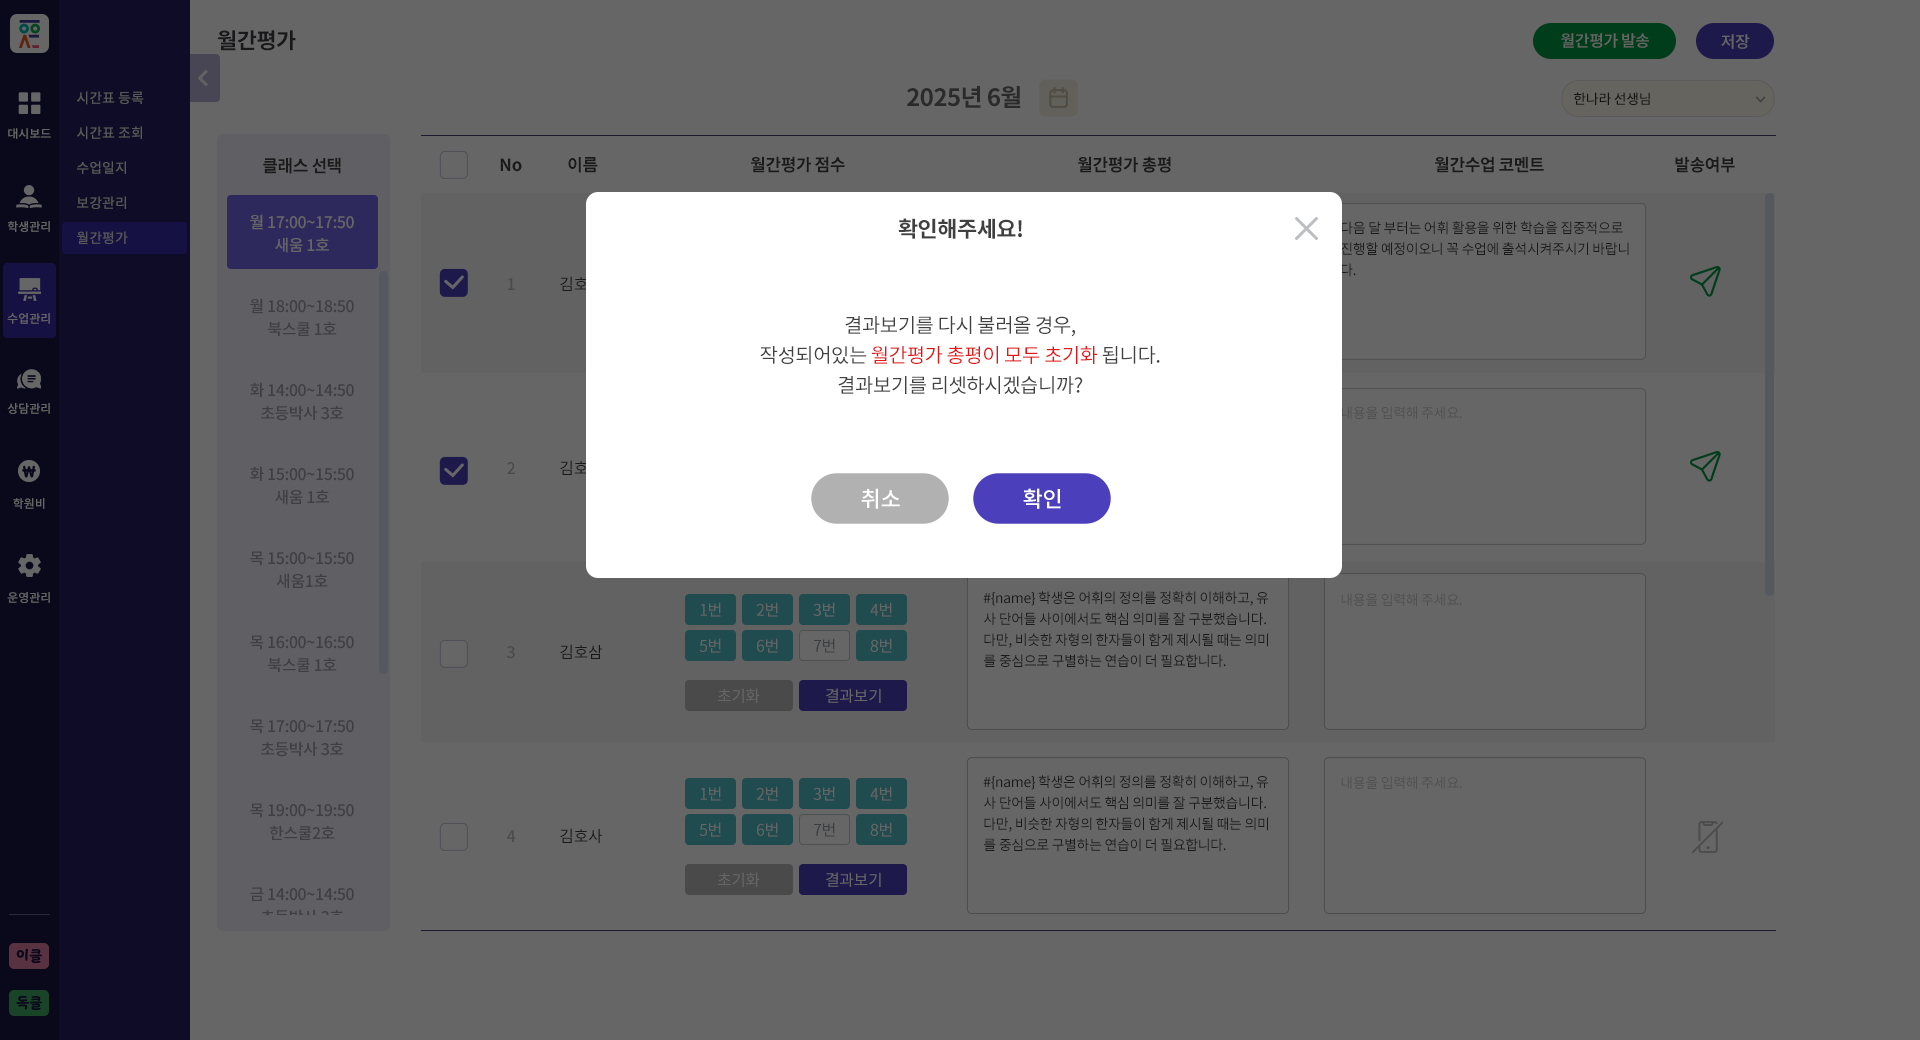 월간평가
월간평가 발송
저장
2025년 6월
한나라 선생님
대시보드
학생관리
수업관리
상담관리
학원비
운영관리
이클
독클
시간표 등록
시간표 조회
수업일지
보강관리
월간평가
클래스 선택
월 17:00~17:50
새움 1호
월 18:00~18:50
북스쿨 1호
화 14:00~14:50
초등박사 3호
화 15:00~15:50
새움 1호
목 15:00~15:50
새움1호
목 16:00~16:50
북스쿨 1호
목 17:00~17:50
초등박사 3호
목 19:00~19:50
한스쿨2호
금 14:00~14:50
No 이름 월간평가 점수 월간평가 총평 월간수업 코멘트 발송여부
1 김호
다음 달 부터는 어휘 활용을 위한 학습을 집중적으로
진행할 예정이오니 꼭 수업에 출석시켜주시기 바랍니
다.
2 김호
내용을 입력해 주세요.
확인해주세요!
결과보기를 다시 불러올 경우,
작성되어있는 월간평가 총평이 모두 초기화 됩니다.
결과보기를 리셋하시겠습니까?
취소 확인
3 김호삼
1번 2번 3번 4번
5번 6번 7번 8번
초기화 결과보기
#{name} 학생은 어휘의 정의를 정확히 이해하고, 유
사 단어들 사이에서도 핵심 의미를 잘 구분했습니다.
다만, 비슷한 자형의 한자들이 함게 제시될 때는 의미
를 중심으로 구별하는 연습이 더 필요합니다.
내용을 입력해 주세요.
4 김호사
1번 2번 3번 4번
5번 6번 7번 8번
초기화 결과보기
#{name} 학생은 어휘의 정의를 정확히 이해하고, 유
사 단어들 사이에서도 핵심 의미를 잘 구분했습니다.
다만, 비슷한 자형의 한자들이 함게 제시될 때는 의미
를 중심으로 구별하는 연습이 더 필요합니다.
내용을 입력해 주세요.